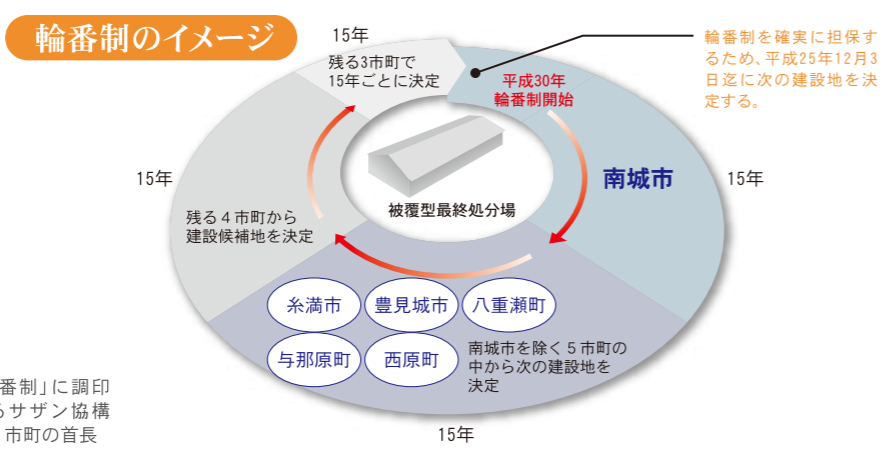 輪番制のイメージ
15年
残る3市町で
15年ごとに決定
平成30年
輪番制開始
輪番制を確実に担保す
るため、平成25年12月3
日迄に次の建設地を決
定する。
15年
南城市
15年
被覆型最終処分場
残る４市町から
建設候補地を決定
糸満市
豊見城市
八重瀬町
与那原町
西原町
南城市を除く５市町の
中から次の建設地を
決定
15年
番制」に調印
るサザン協構
市町の首長